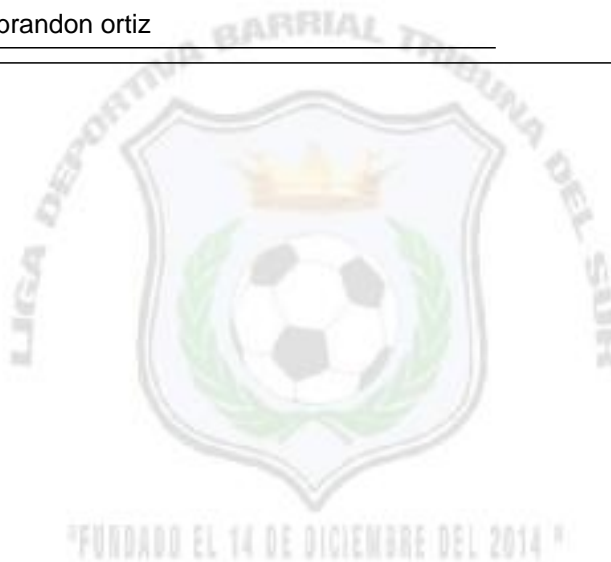 brandon ortiz
LIGA DEPORTIVA BARRIAL TRIBUNA DEL SUR
"FUNDADO EL 14 DE DICIEMBRE DEL 2014 "